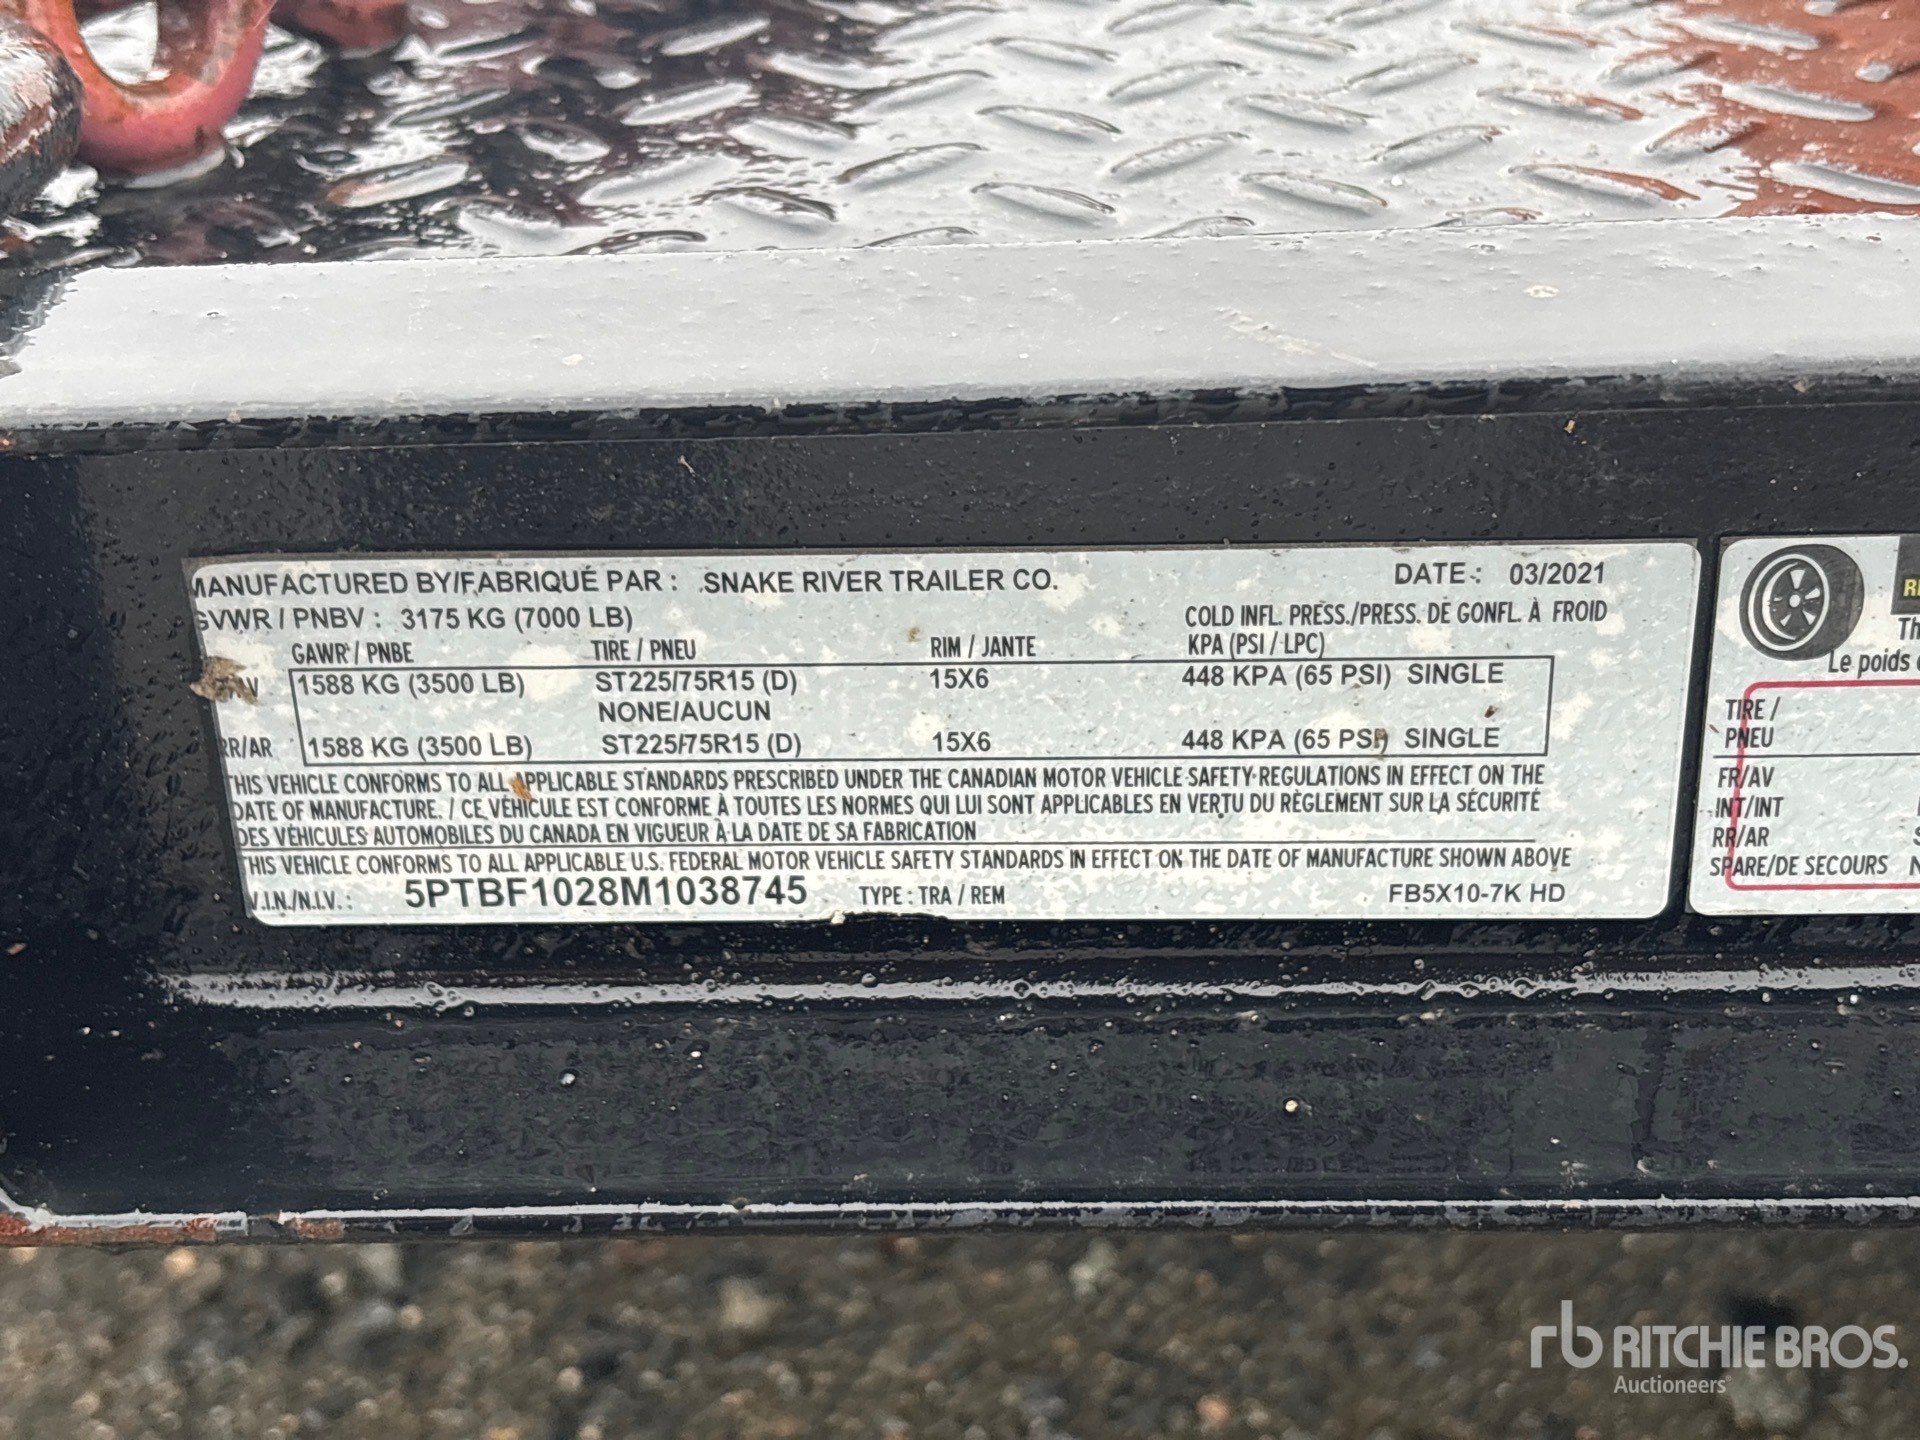 MANUFACTURED BY/FABRIQUÉ PAR : SNAKE RIVER TRAILER CO. DATE : 03/2021
GVWR / PNBV : 3175 KG (7000 LB) COLD INFL. PRESS./PRESS. DE GONFL. À FROID
GAWR / PNBE TIRE / PNEU RIM / JANTE KPA (PSI / LPC)
1588 KG (3500 LB) ST225/75R15 (D) 15X6 448 KPA (65 PSI) SINGLE
NONE/AUCUN
RR/AR 1588 KG (3500 LB) ST225/75R15 (D) 15X6 448 KPA (65 PSI) SINGLE
THIS VEHICLE CONFORMS TO ALL APPLICABLE STANDARDS PRESCRIBED UNDER THE CANADIAN MOTOR VEHICLE SAFETY REGULATIONS IN EFFECT ON THE
DATE OF MANUFACTURE. / CE VÉHICULE EST CONFORME À TOUTES LES NORMES QUI LUI SONT APPLICABLES EN VERTU DU RÈGLEMENT SUR LA SÉCURITÉ
DES VÉHICULES AUTOMOBILES DU CANADA EN VIGUEUR À LA DATE DE SA FABRICATION
THIS VEHICLE CONFORMS TO ALL APPLICABLE U.S. FEDERAL MOTOR VEHICLE SAFETY STANDARDS IN EFFECT ON THE DATE OF MANUFACTURE SHOWN ABOVE
V.I.N./N.I.V. : 5PTBF1028M1038745 TYPE : TRA / REM FB5X10-7K HD
Th
Le poids
TIRE /
PNEU
FR/AV
INT/INT
RR/AR
SPARE/DE SECOURS
rb RITCHIE BROS.
Auctioneers